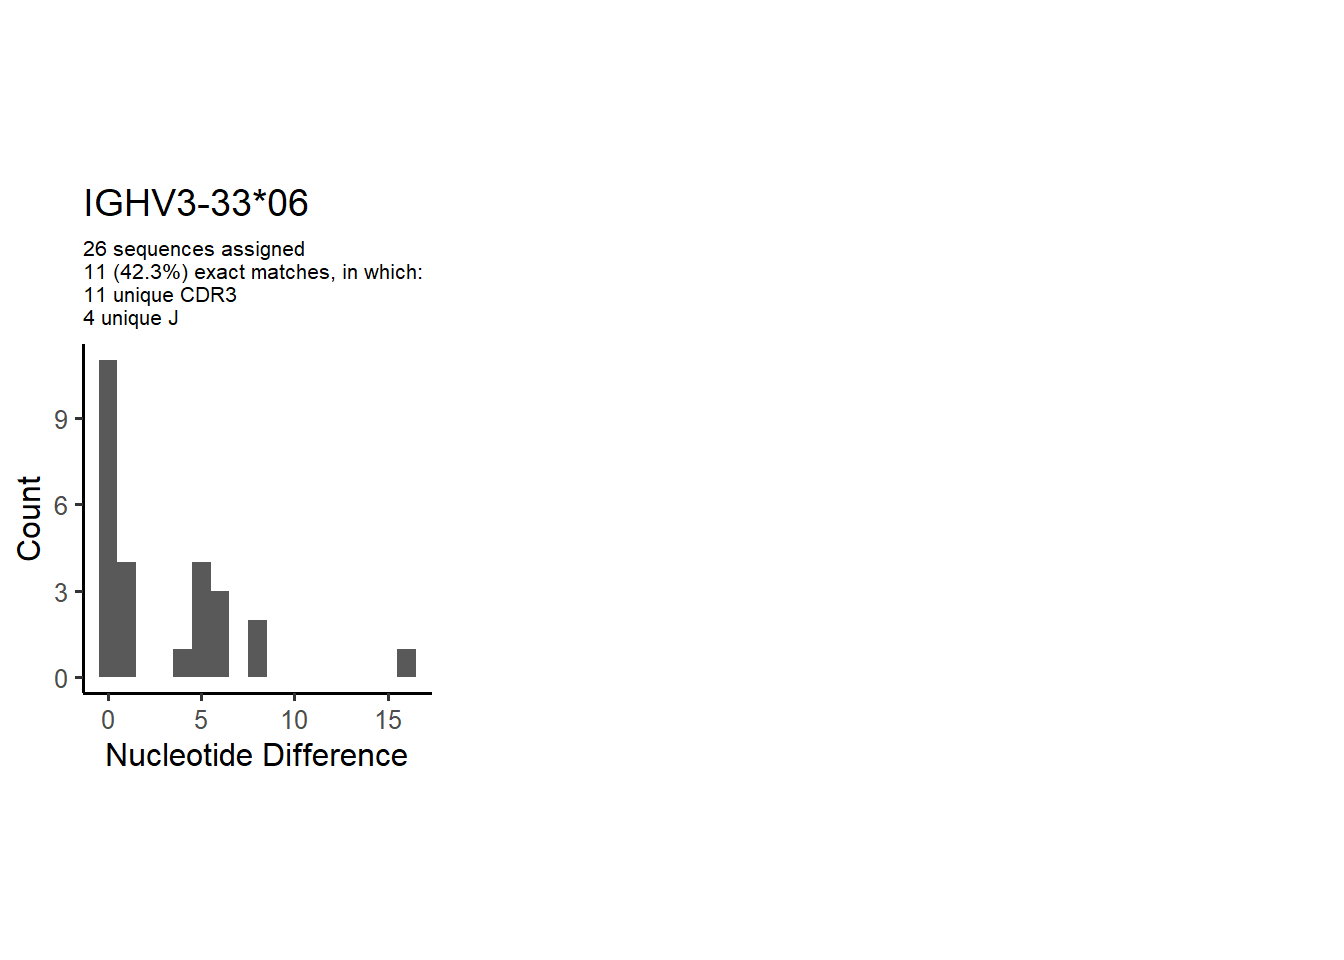 IGHV3-33*06
26 sequences assigned
11 (42.3%) exact matches, in which:
11 unique CDR3
4 unique J
9
6
3
0
Count
0 5 10 15
Nucleotide Difference